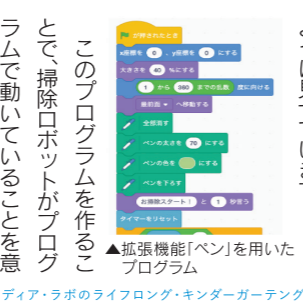 このプログラムを作るこ
とで、掃除ロボットがプログ
ラムで動いていることを意
が押されたとき
x座標を 0 、y座標を 0 にする
大きさを 40 %にする
1 から 360 までの乱数 度に向ける
最前面 へ移動する
全部消す
ペンの太さを 70 にする
ペンの色を にする
ペンを下ろす
お掃除スタート！ と 1 秒言う
タイマーをリセット
▲拡張機能「ペン」を用いた
プログラム
ディア・ラボのライフロング・キンダーガーテング